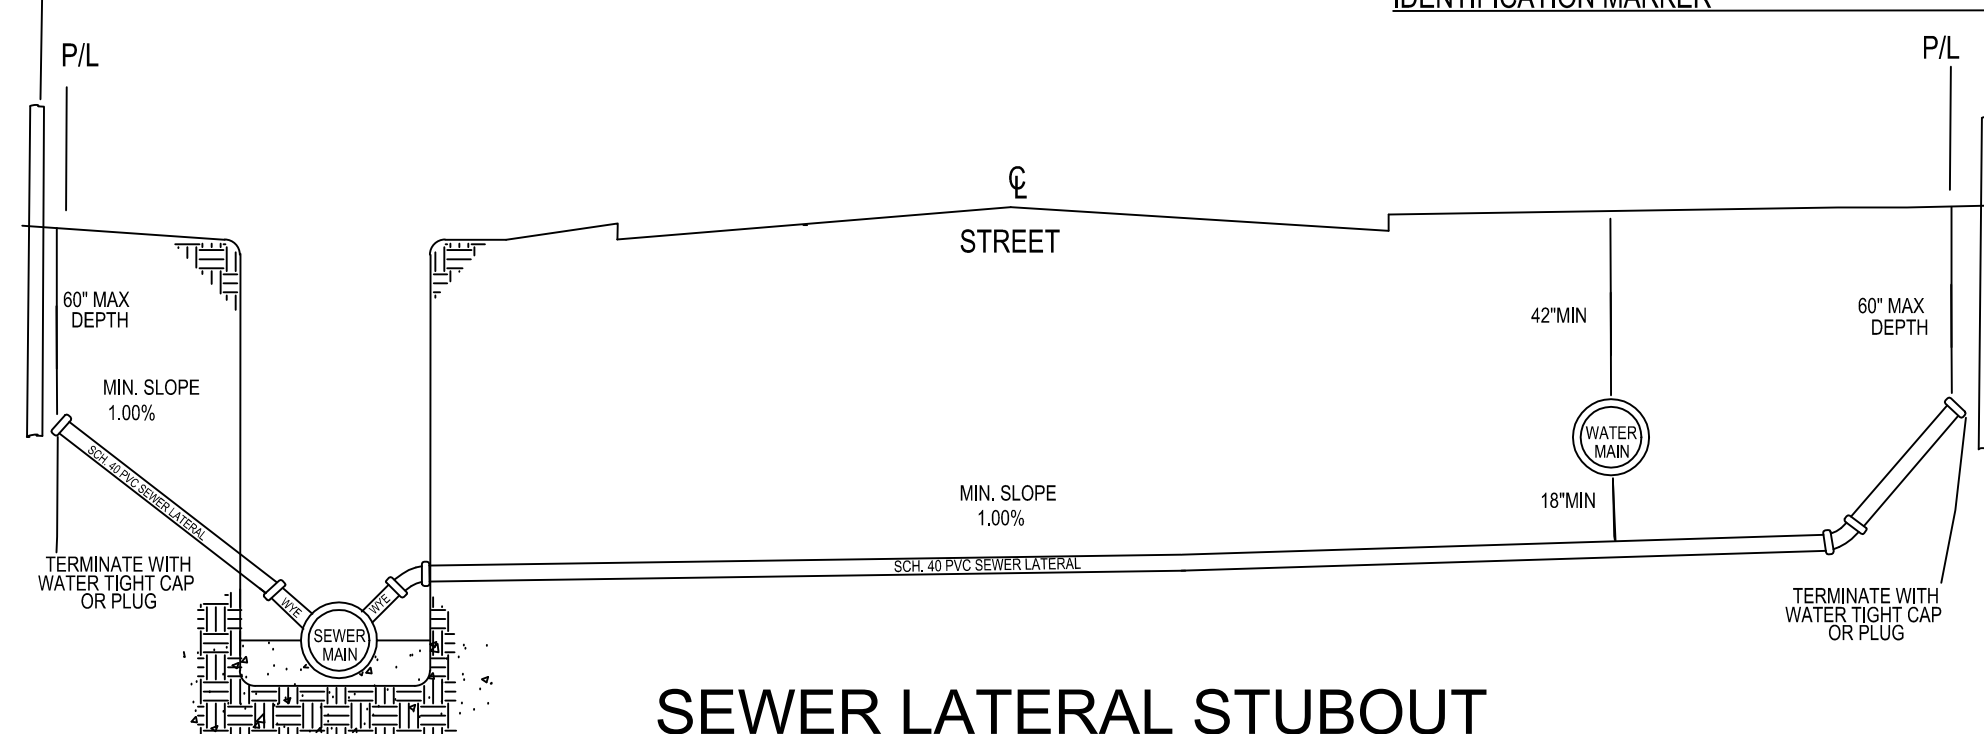 IDENTIFICATION MARKER
P/L
P/L
℄
STREET
60" MAX
DEPTH
42"MIN
60" MAX
DEPTH
MIN. SLOPE
1.00%
WATER
MAIN
SCH. 40 PVC SEWER LATERAL
MIN. SLOPE
1.00%
18"MIN
SCH. 40 PVC SEWER LATERAL
TERMINATE WITH
WATER TIGHT CAP
OR PLUG
WYE
WYE
SEWER
MAIN
TERMINATE WITH
WATER TIGHT CAP
OR PLUG
SEWER LATERAL STUBOUT